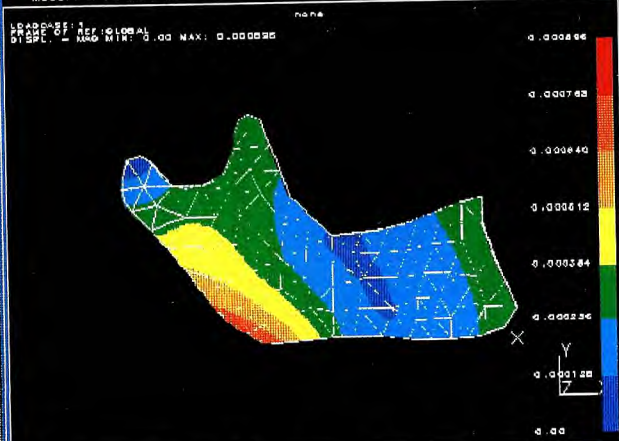 none
LOADCASE: 1
FRAME OF REF: GLOBAL
DISPL. - MAG MIN: 0.00 MAX: 0.000896
0.000896
0.000768
0.000640
0.000512
0.000384
0.000256
0.000128
0.00
X
Y
Z